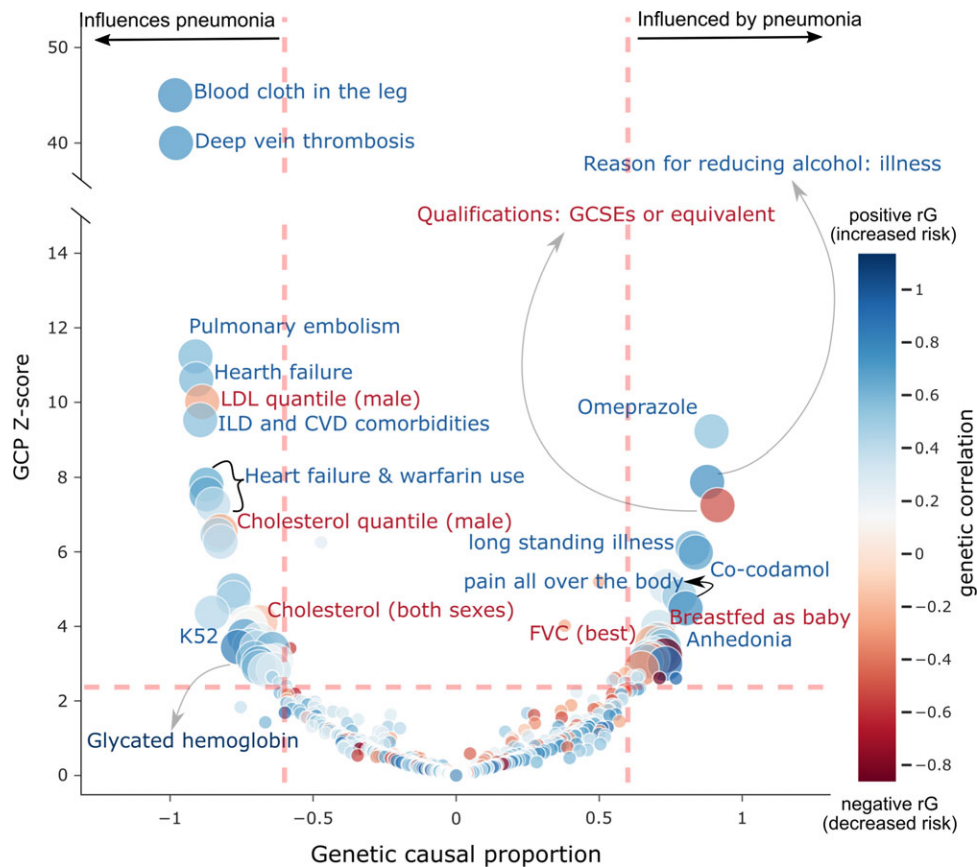 Influences pneumonia
Influenced by pneumonia
50
40
14
12
10
8
6
4
2
0
GCP Z-score
Blood cloth in the leg
Deep vein thrombosis
Reason for reducing alcohol: illness
Qualifications: GCSEs or equivalent
Pulmonary embolism
Hearth failure
LDL quantile (male)
ILD and CVD comorbidities
Heart failure & warfarin use
Cholesterol quantile (male)
Cholesterol (both sexes)
K52
Glycated hemoglobin
Omeprazole
long standing illness
Co-codamol
pain all over the body
Breastfed as baby
FVC (best)
Anhedonia
−1
−0.5
0
0.5
1
Genetic causal proportion
positive rG
(increased risk)
1
0.8
0.6
0.4
0.2
0
−0.2
−0.4
−0.6
−0.8
genetic correlation
negative rG
(decreased risk)